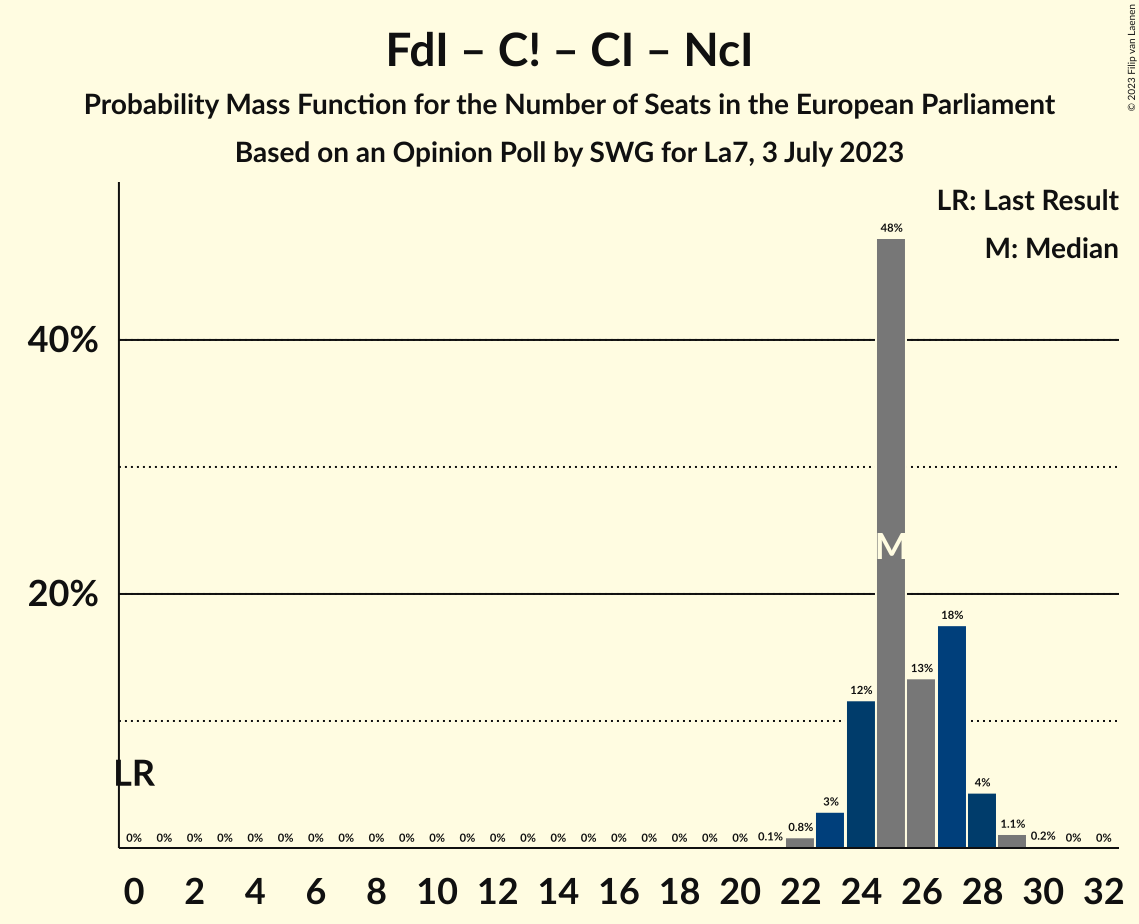 FdI – C! – CI – NcI
Probability Mass Function for the Number of Seats in the European Parliament
Based on an Opinion Poll by SWG for La7, 3 July 2023
© 2023 Filip van Laenen
LR: Last Result
M: Median
48%
40%
M
20%
18%
13%
12%
LR
4%
3%
1.1%
0.8%
0% 0% 0% 0% 0% 0% 0% 0% 0% 0% 0% 0% 0% 0% 0% 0% 0% 0% 0% 0% 0% 0.1% 0.2% 0% 0%
0 2 4 6 8 10 12 14 16 18 20 22 24 26 28 30 32